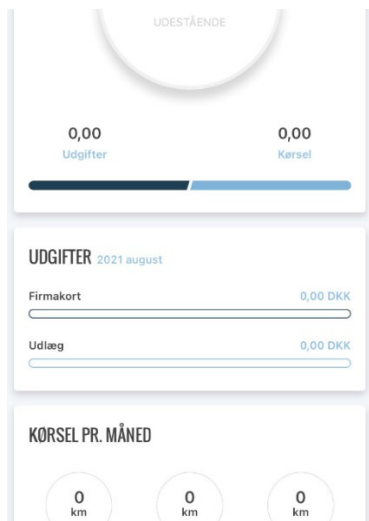 UDESTÅENDE
0,00 0,00
Udgifter Kørsel
UDGIFTER 2021 august
Firmakort 0,00 DKK
Udlæg 0,00 DKK
KØRSEL PR. MÅNED
0 0 0
km km km